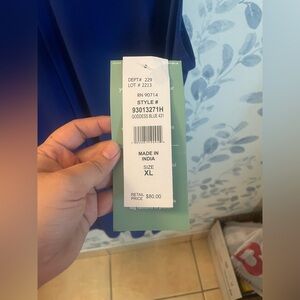 DEPT# 229
LOT # 2213
RN 90714
STYLE #
93013271H
GODDESS BLUE 431
MADE IN
INDIA
SIZE
XL
RETAIL
PRICE $80.00